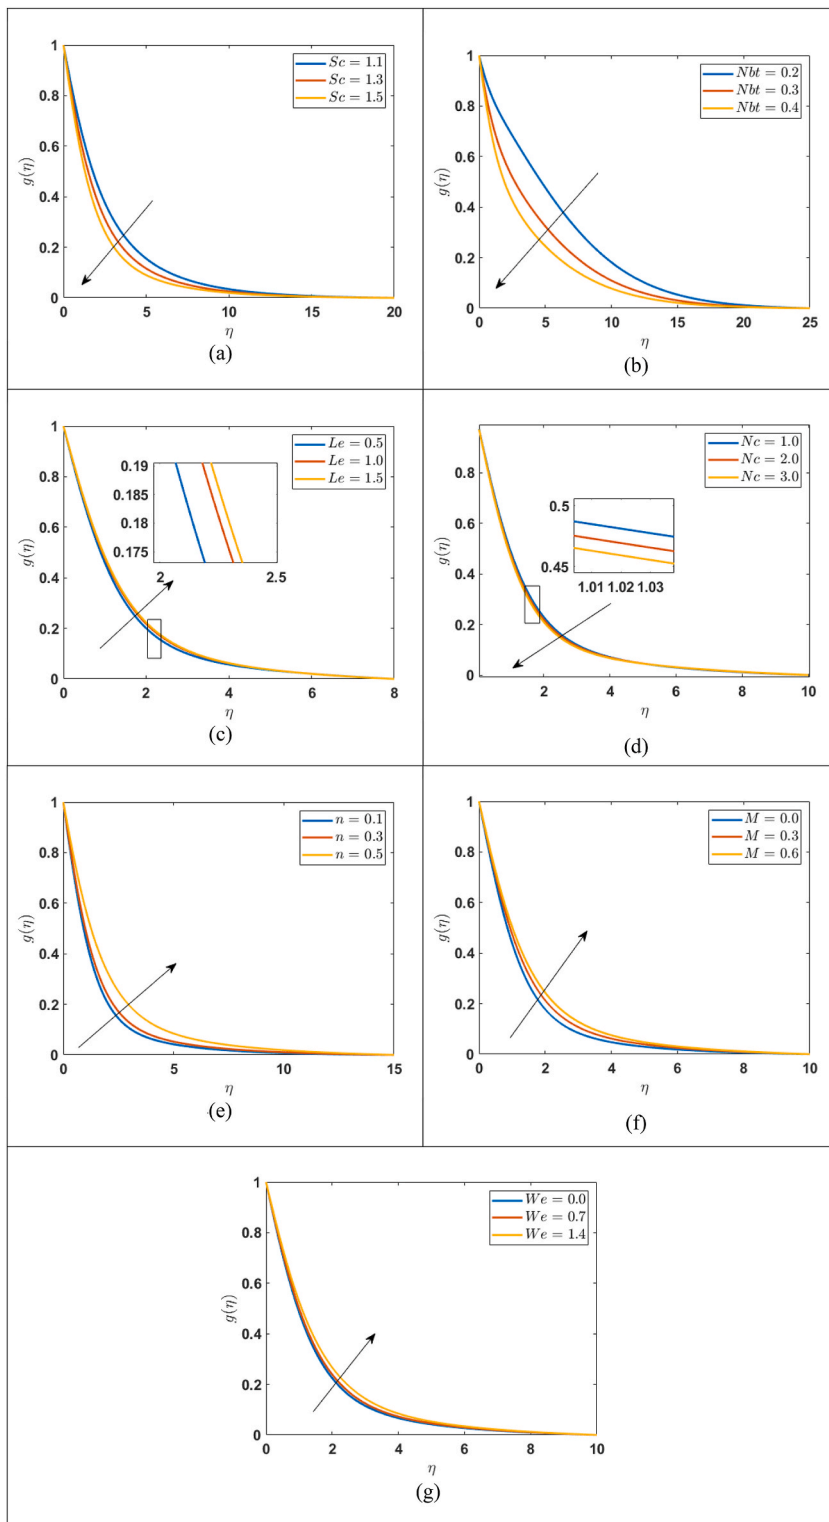 1
0.8
0.6
0.4
0.2
0
g(η)
0 5 10 15 20
η
Sc = 1.1
Sc = 1.3
Sc = 1.5
(a)
1
0.8
0.6
0.4
0.2
0
g(η)
0 5 10 15 20 25
η
Nbt = 0.2
Nbt = 0.3
Nbt = 0.4
(b)
1
0.8
0.6
0.4
0.2
0
g(η)
0 2 4 6 8
η
Le = 0.5
Le = 1.0
Le = 1.5
0.19
0.185
0.18
0.175
2 2.5
(c)
0.8
0.6
0.4
0.2
0
g(η)
2 4 6 8 10
η
Nc = 1.0
Nc = 2.0
Nc = 3.0
0.5
0.45
1.01 1.02 1.03
(d)
1
0.8
0.6
0.4
0.2
0
g(η)
0 5 10 15
η
n = 0.1
n = 0.3
n = 0.5
(e)
1
0.8
0.6
0.4
0.2
0
g(η)
0 2 4 6 8 10
η
M = 0.0
M = 0.3
M = 0.6
(f)
1
0.8
0.6
0.4
0.2
0
g(η)
0 2 4 6 8 10
η
We = 0.0
We = 0.7
We = 1.4
(g)